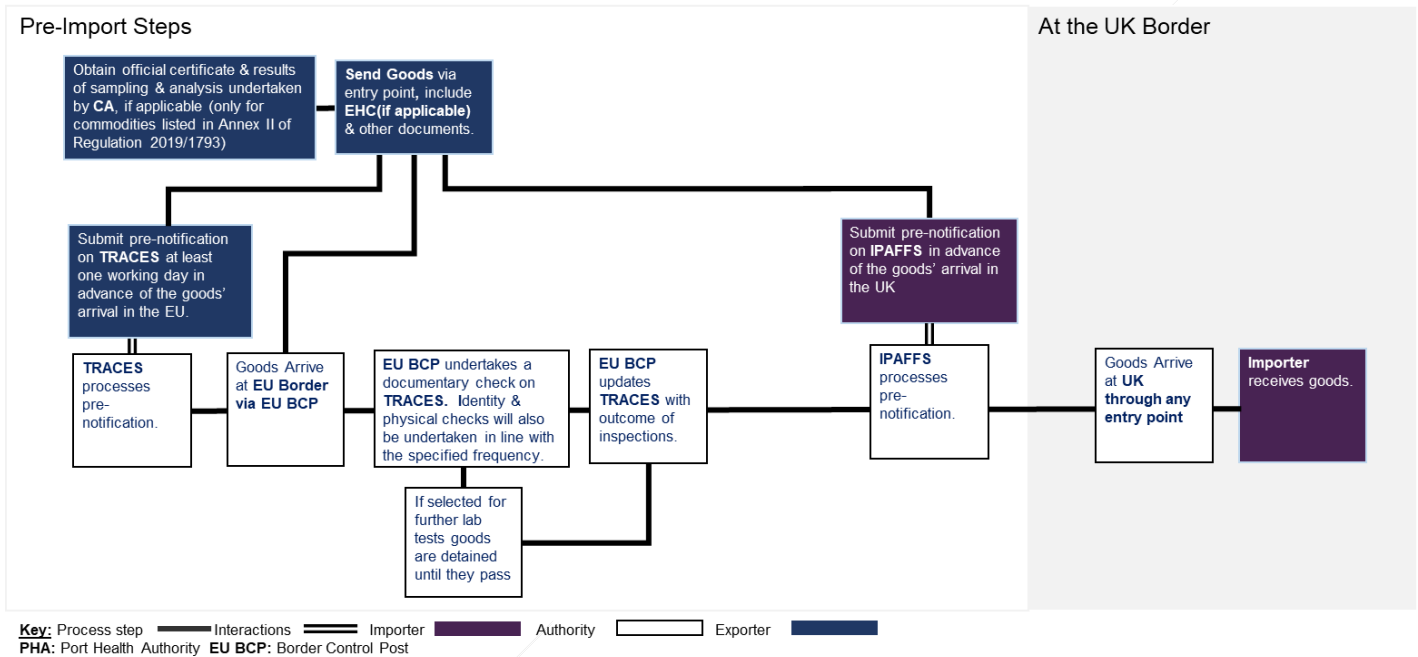 Pre-Import Steps
At the UK Border
Obtain official certificate & results
of sampling & analysis undertaken
by CA, if applicable (only for
commodities listed in Annex II of
Regulation 2019/1793)
Send Goods via
entry point, include
EHC(if applicable)
& other documents.
Submit pre-notification
on TRACES at least
one working day in
advance of the goods'
arrival in the EU.
Submit pre-notification
on IPAFFS in advance
of the goods' arrival in
the UK
TRACES
processes
pre-
notification.
Goods Arrive
at EU Border
via EU BCP
EU BCP undertakes a
documentary check on
TRACES. Identity &
physical checks will also
be undertaken in line with
the specified frequency.
EU BCP
updates
TRACES with
outcome of
inspections.
IPAFFS
processes
pre-
notification.
Goods Arrive
at UK
through any
entry point
Importer
receives goods.
If selected for
further lab
tests goods
are detained
until they pass
Key: Process step Interactions Importer Authority Exporter
PHA: Port Health Authority EU BCP: Border Control Post